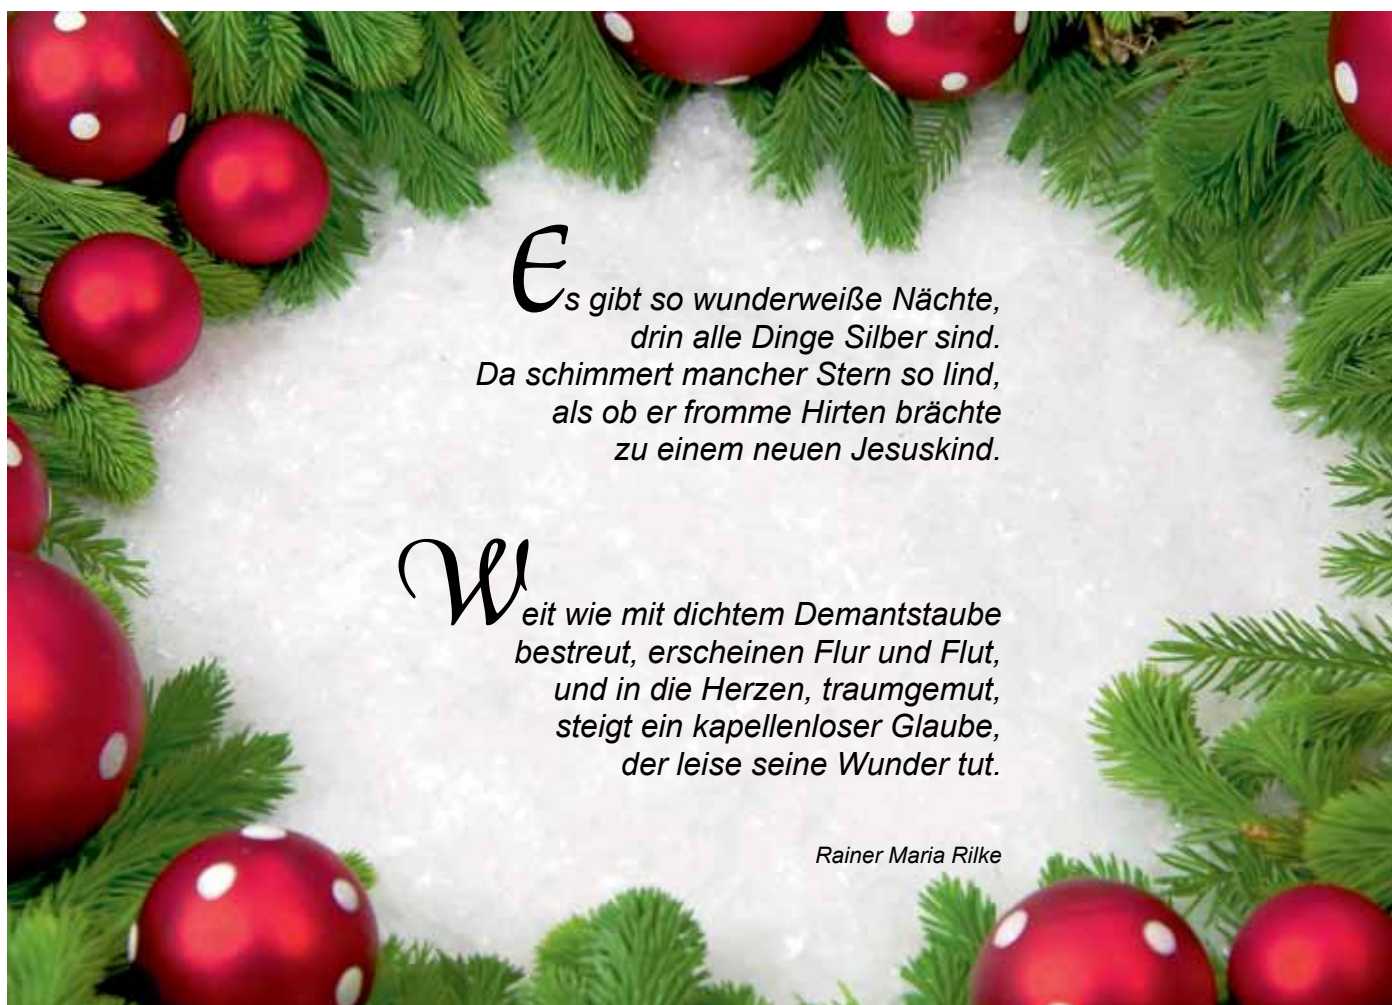 Es gibt so wunderweiße Nächte,
drin alle Dinge Silber sind.
Da schimmert mancher Stern so lind,
als ob er fromme Hirten brächte
zu einem neuen Jesuskind.
Weit wie mit dichtem Demantstaube
bestreut, erscheinen Flur und Flut,
und in die Herzen, traumgemut,
steigt ein kapellenloser Glaube,
der leise seine Wunder tut.
Rainer Maria Rilke